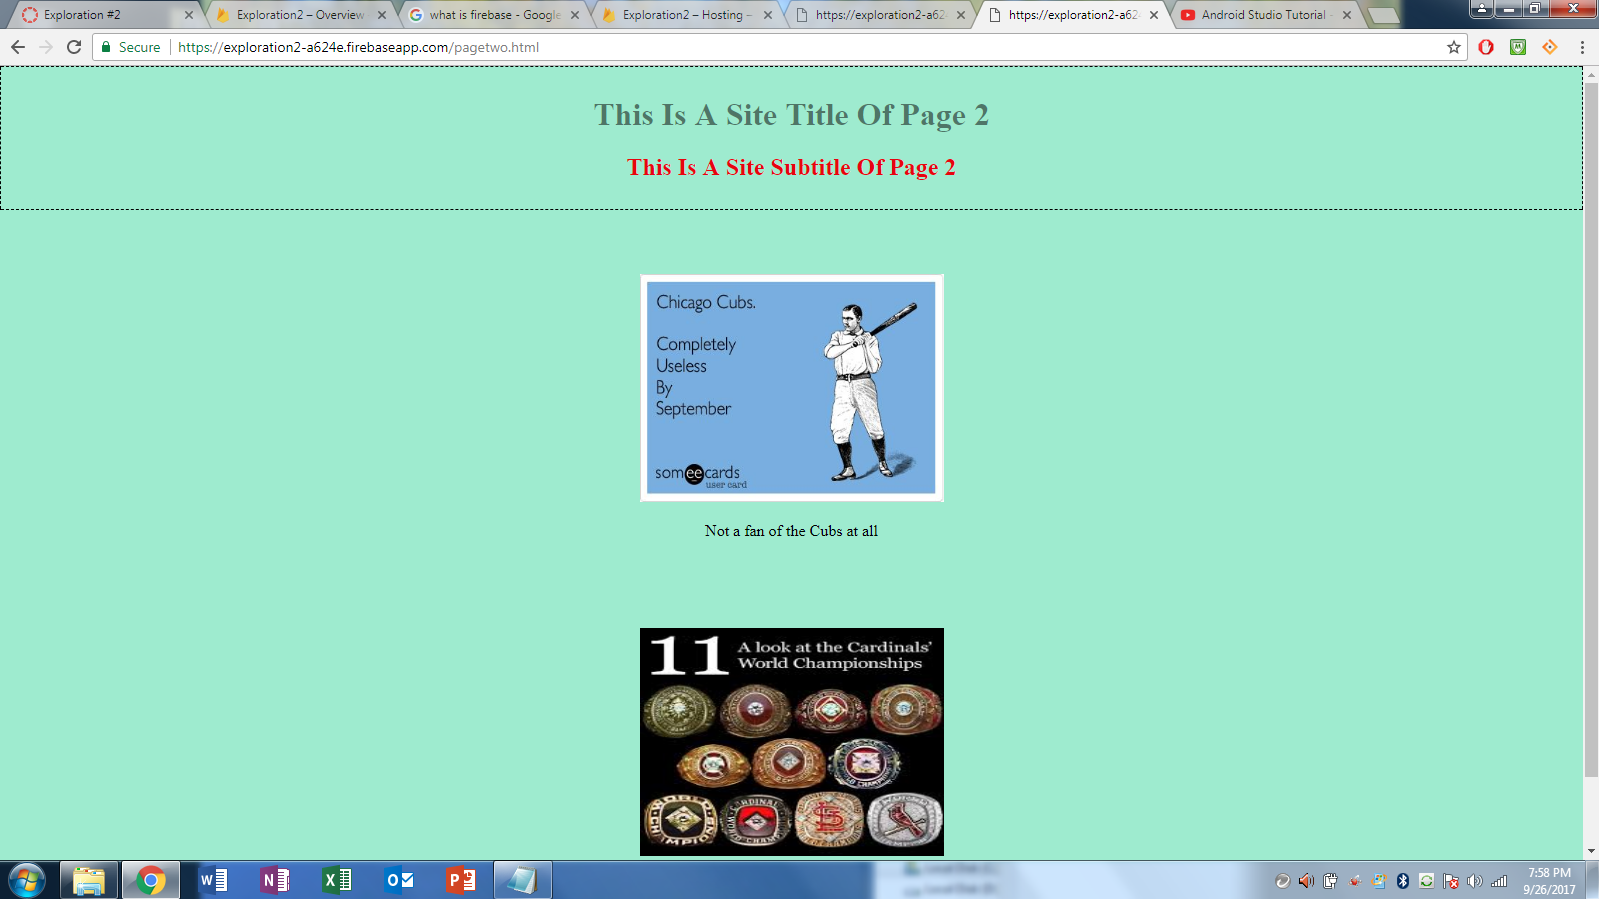 Exploration #2
Exploration2 – Overview
what is firebase - Google
Exploration2 – Hosting –
https://exploration2-a624
https://exploration2-a624
Android Studio Tutorial -
Secure
https://exploration2-a624e.firebaseapp.com/pagetwo.html
This Is A Site Title Of Page 2
This Is A Site Subtitle Of Page 2
Chicago Cubs.
Completely
Useless
By
September
someecards
user card
Not a fan of the Cubs at all
11
A look at the Cardinals'
World Championships
7:58 PM
9/26/2017